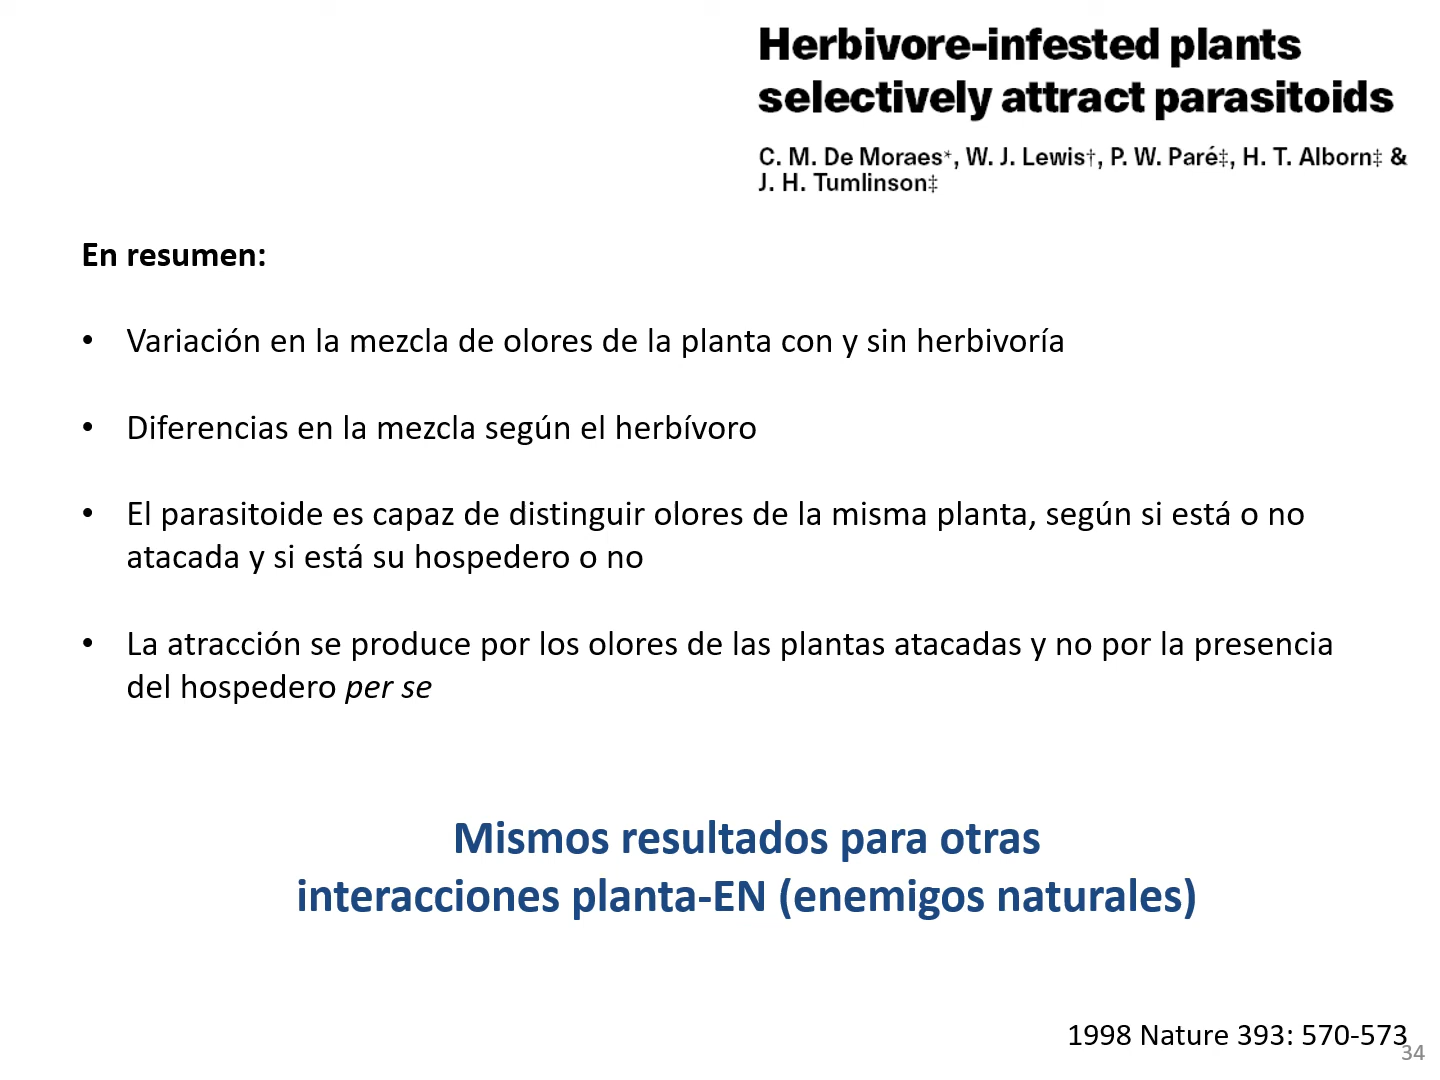 Herbivore-infested plants
selectively attract parasitoids
C. M. De Moraes*, W. J. Lewis†, P. W. Paré‡, H. T. Alborn‡ &
J. H. Tumlinson‡
En resumen:
• Variación en la mezcla de olores de la planta con y sin herbivoría
• Diferencias en la mezcla según el herbívoro
• El parasitoide es capaz de distinguir olores de la misma planta, según si está o no
atacada y si está su hospedero o no
• La atracción se produce por los olores de las plantas atacadas y no por la presencia
del hospedero per se
Mismos resultados para otras
interacciones planta-EN (enemigos naturales)
1998 Nature 393: 570-573
34